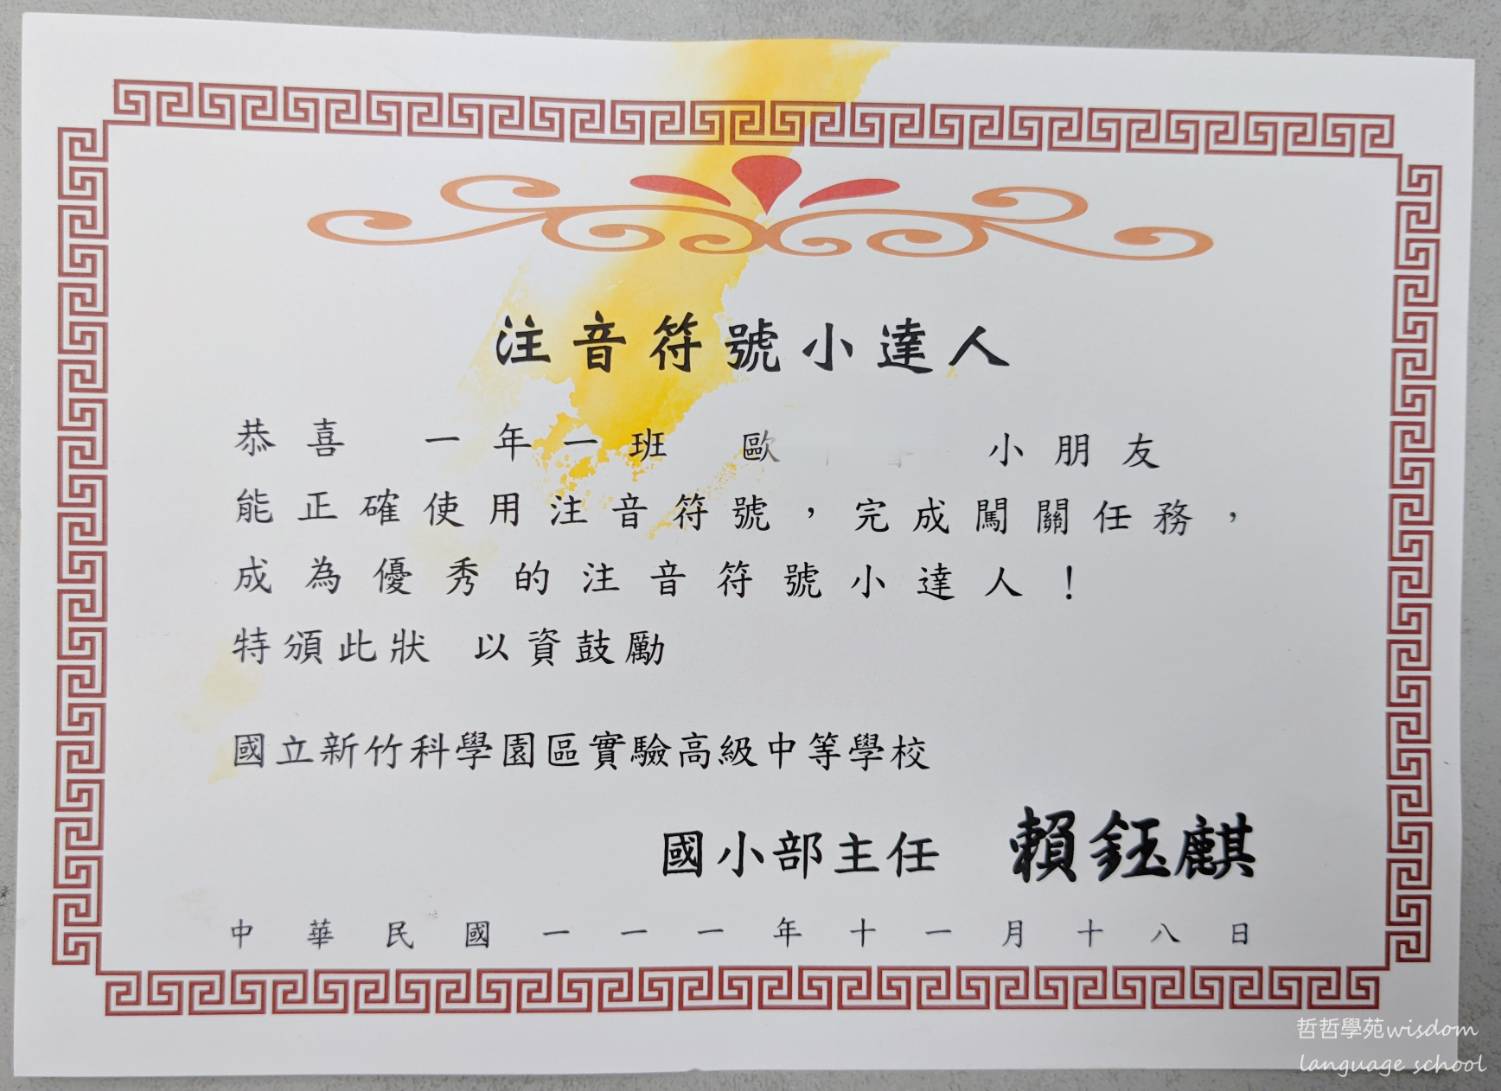 注音符號小達人
恭喜 一年一班 歐 小朋友
能正確使用注音符號，完成闖關任務，
成為優秀的注音符號小達人！
特頒此狀 以資鼓勵
國立新竹科學園區實驗高級中等學校
國小部主任 賴鈺麒
中華民國一一一年十一月十八日
哲哲學苑wisdom
language school